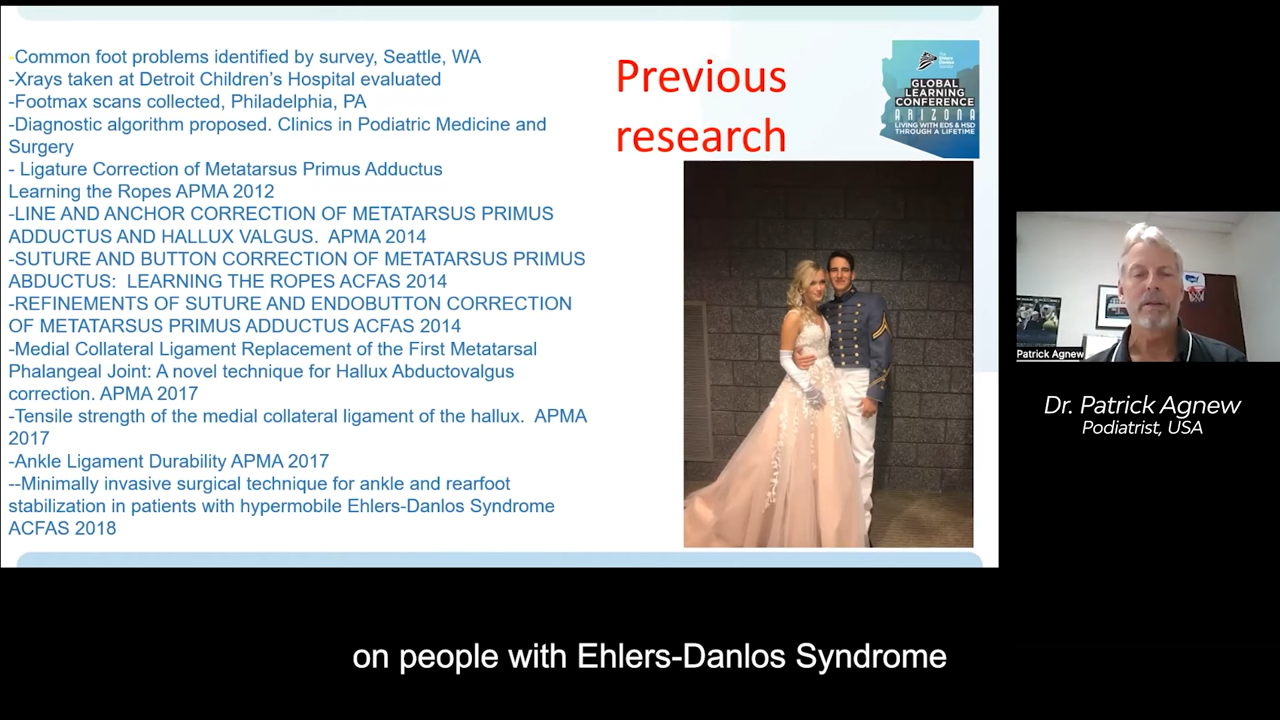 -Common foot problems identified by survey, Seattle, WA
-Xrays taken at Detroit Children's Hospital evaluated
-Footmax scans collected, Philadelphia, PA
-Diagnostic algorithm proposed. Clinics in Podiatric Medicine and
Surgery
- Ligature Correction of Metatarsus Primus Adductus
Learning the Ropes APMA 2012
-LINE AND ANCHOR CORRECTION OF METATARSUS PRIMUS
ADDUCTUS AND HALLUX VALGUS.  APMA 2014
-SUTURE AND BUTTON CORRECTION OF METATARSUS PRIMUS
ABDUCTUS:  LEARNING THE ROPES ACFAS 2014
-REFINEMENTS OF SUTURE AND ENDOBUTTON CORRECTION
OF METATARSUS PRIMUS ADDUCTUS ACFAS 2014
-Medial Collateral Ligament Replacement of the First Metatarsal
Phalangeal Joint: A novel technique for Hallux Abductovalgus
correction. APMA 2017
-Tensile strength of the medial collateral ligament of the hallux.  APMA
2017
-Ankle Ligament Durability APMA 2017
--Minimally invasive surgical technique for ankle and rearfoot
stabilization in patients with hypermobile Ehlers-Danlos Syndrome
ACFAS 2018
Previous
research
GLOBAL
LEARNING
CONFERENCE
ARIZONA
LIVING WITH EDS & HSD
THROUGH A LIFETIME
Patrick Agnew
Dr. Patrick Agnew
Podiatrist, USA
on people with Ehlers-Danlos Syndrome